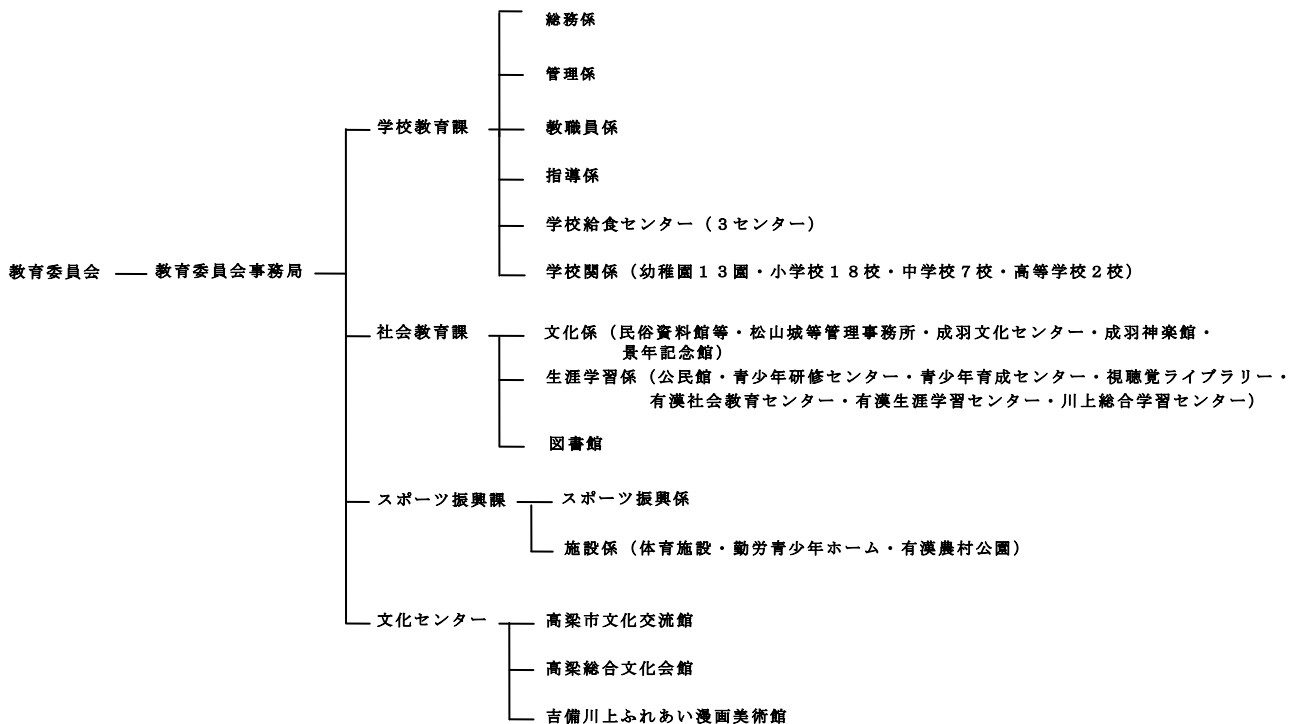 総務係
管理係
学校教育課
教職員係
指導係
学校給食センター（３センター）
教育委員会
教育委員会事務局
学校関係（幼稚園１３園・小学校１８校・中学校７校・高等学校２校）
社会教育課
文化係（民俗資料館等・松山城等管理事務所・成羽文化センター・成羽神楽館・
景年記念館）
生涯学習係（公民館・青少年研修センター・青少年育成センター・視聴覚ライブラリー・
有漢社会教育センター・有漢生涯学習センター・川上総合学習センター）
図書館
スポーツ振興課
スポーツ振興係
施設係（体育施設・勤労青少年ホーム・有漢農村公園）
文化センター
高梁市文化交流館
高梁総合文化会館
吉備川上ふれあい漫画美術館